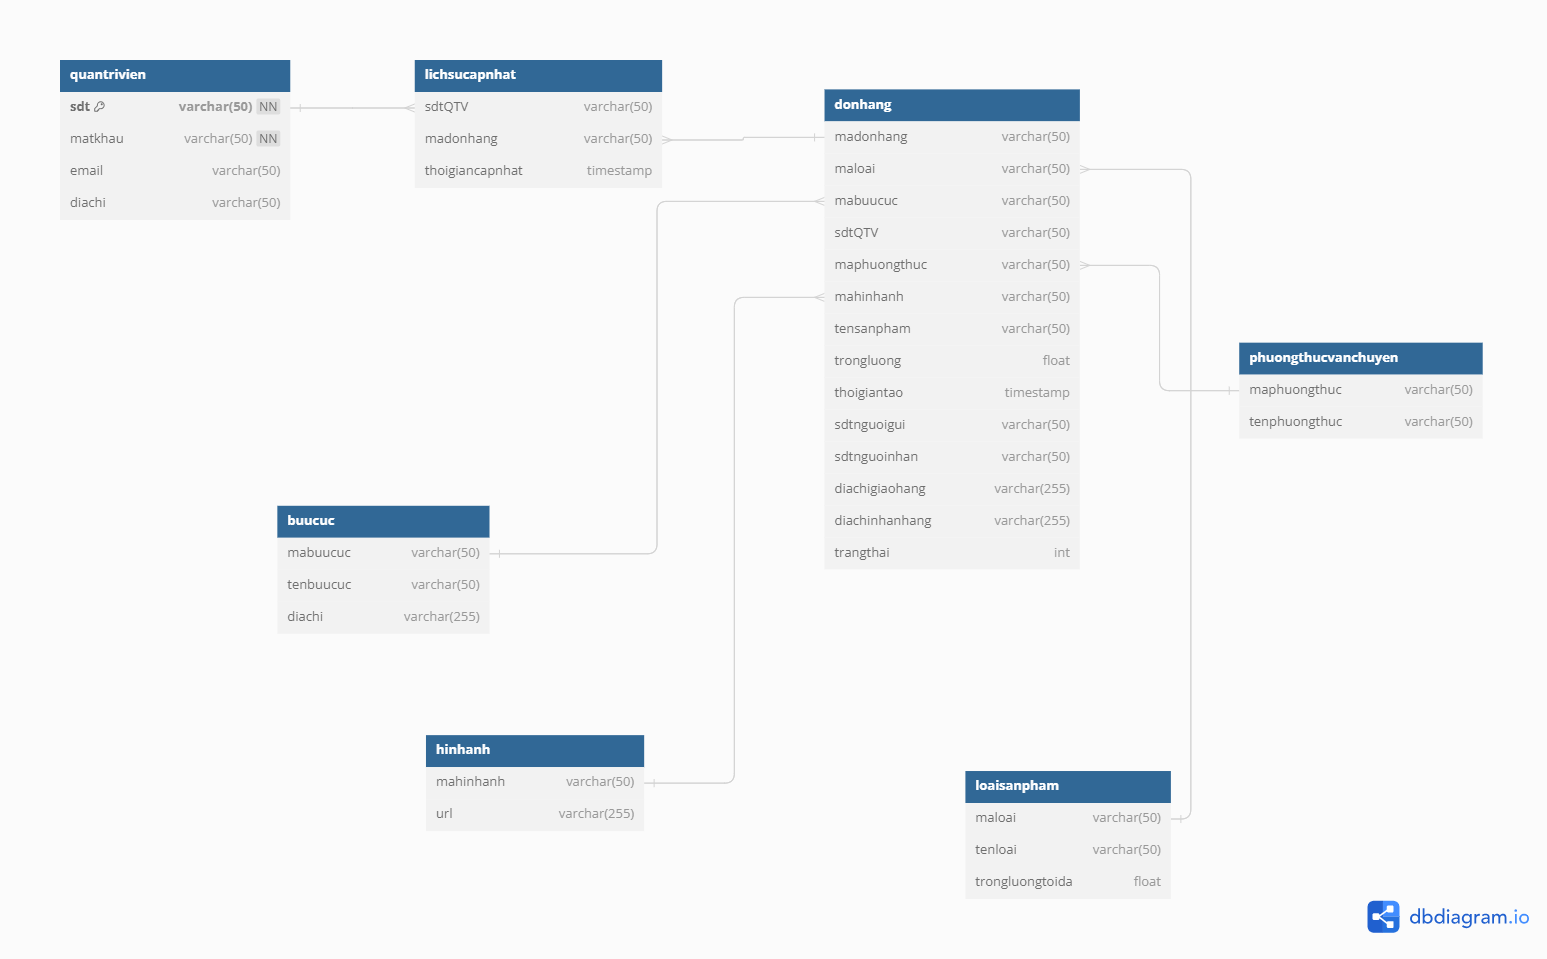 quantrivien
sdt varchar(50) NN
matkhau varchar(50) NN
email varchar(50)
diachi varchar(50)
lichsucapnhat
sdtQTV varchar(50)
madonhang varchar(50)
thoigiancapnhat timestamp
donhang
madonhang varchar(50)
maloai varchar(50)
mabuucuc varchar(50)
sdtQTV varchar(50)
maphuongthuc varchar(50)
mahinhanh varchar(50)
tensanpham varchar(50)
trongluong float
thoigiantao timestamp
sdtnguoigui varchar(50)
sdtnguoinhan varchar(50)
diachigiaohang varchar(255)
diachinhanhang varchar(255)
trangthai int
phuongthucvanchuyen
maphuongthuc varchar(50)
tenphuongthuc varchar(50)
buucuc
mabuucuc varchar(50)
tenbuucuc varchar(50)
diachi varchar(255)
hinhanh
mahinhanh varchar(50)
url varchar(255)
loaisanpham
maloai varchar(50)
tenloai varchar(50)
trongluongtoida float
dbdiagram.io